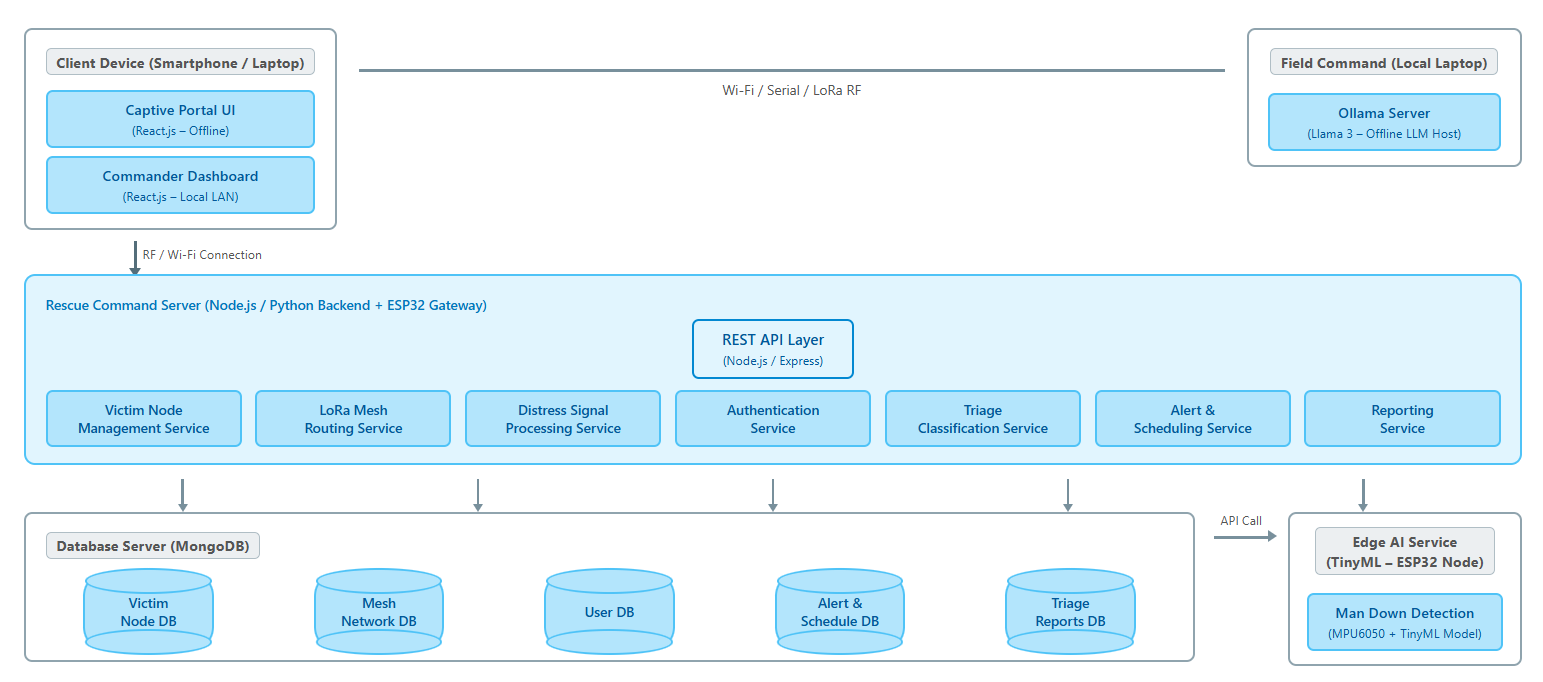 Client Device (Smartphone / Laptop)
Captive Portal UI
(React.js – Offline)
Commander Dashboard
(React.js – Local LAN)
Wi-Fi / Serial / LoRa RF
Field Command (Local Laptop)
Ollama Server
(Llama 3 – Offline LLM Host)
RF / Wi-Fi Connection
Rescue Command Server (Node.js / Python Backend + ESP32 Gateway)
REST API Layer
(Node.js / Express)
Victim Node
Management Service
LoRa Mesh
Routing Service
Distress Signal
Processing Service
Authentication
Service
Triage
Classification Service
Alert &
Scheduling Service
Reporting
Service
Database Server (MongoDB)
Victim
Node DB
Mesh
Network DB
User DB
Alert &
Schedule DB
Triage
Reports DB
API Call
Edge AI Service
(TinyML – ESP32 Node)
Man Down Detection
(MPU6050 + TinyML Model)